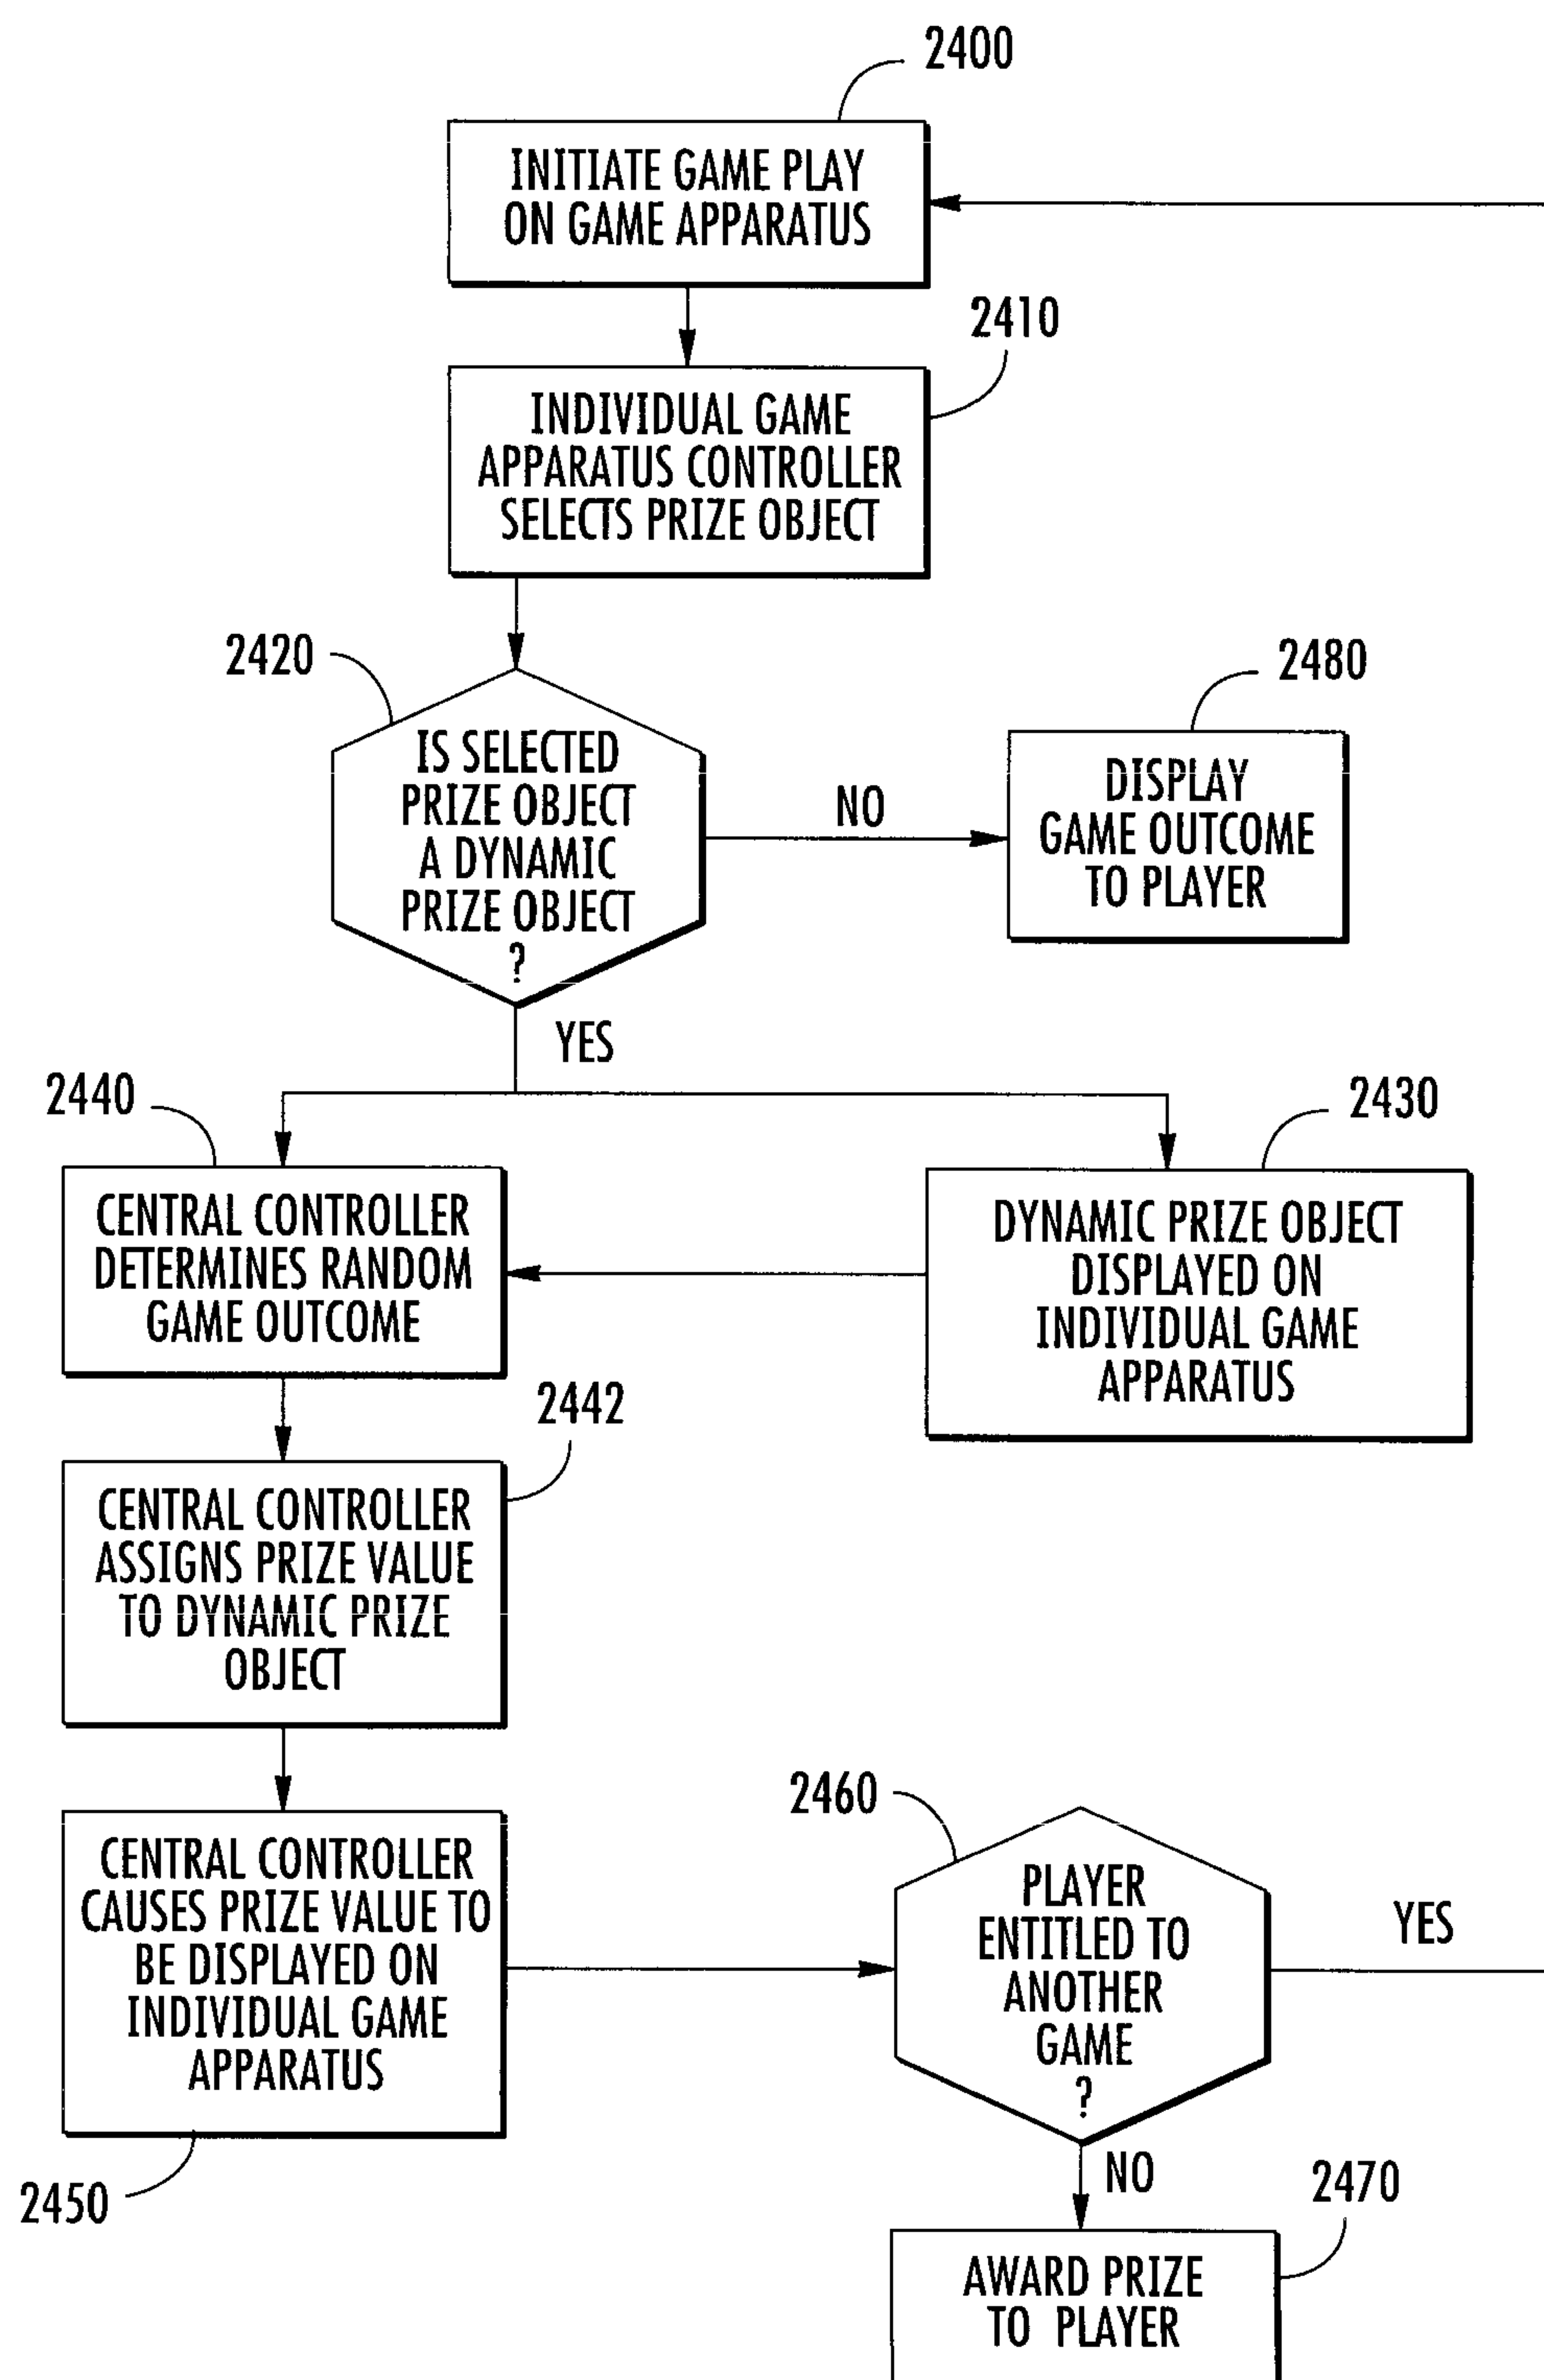 2400
INITIATE GAME PLAY
ON GAME APPARATUS
2410
INDIVIDUAL GAME
APPARATUS CONTROLLER
SELECTS PRIZE OBJECT
2420
IS SELECTED
PRIZE OBJECT
A DYNAMIC
PRIZE OBJECT
?
NO
2480
DISPLAY
GAME OUTCOME
TO PLAYER
YES
2440
CENTRAL CONTROLLER
DETERMINES RANDOM
GAME OUTCOME
2430
DYNAMIC PRIZE OBJECT
DISPLAYED ON
INDIVIDUAL GAME
APPARATUS
2442
CENTRAL CONTROLLER
ASSIGNS PRIZE VALUE
TO DYNAMIC PRIZE
OBJECT
CENTRAL CONTROLLER
CAUSES PRIZE VALUE TO
BE DISPLAYED ON
INDIVIDUAL GAME
APPARATUS
2450
2460
PLAYER
ENTITLED TO
ANOTHER
GAME
?
YES
NO
2470
AWARD PRIZE
TO PLAYER